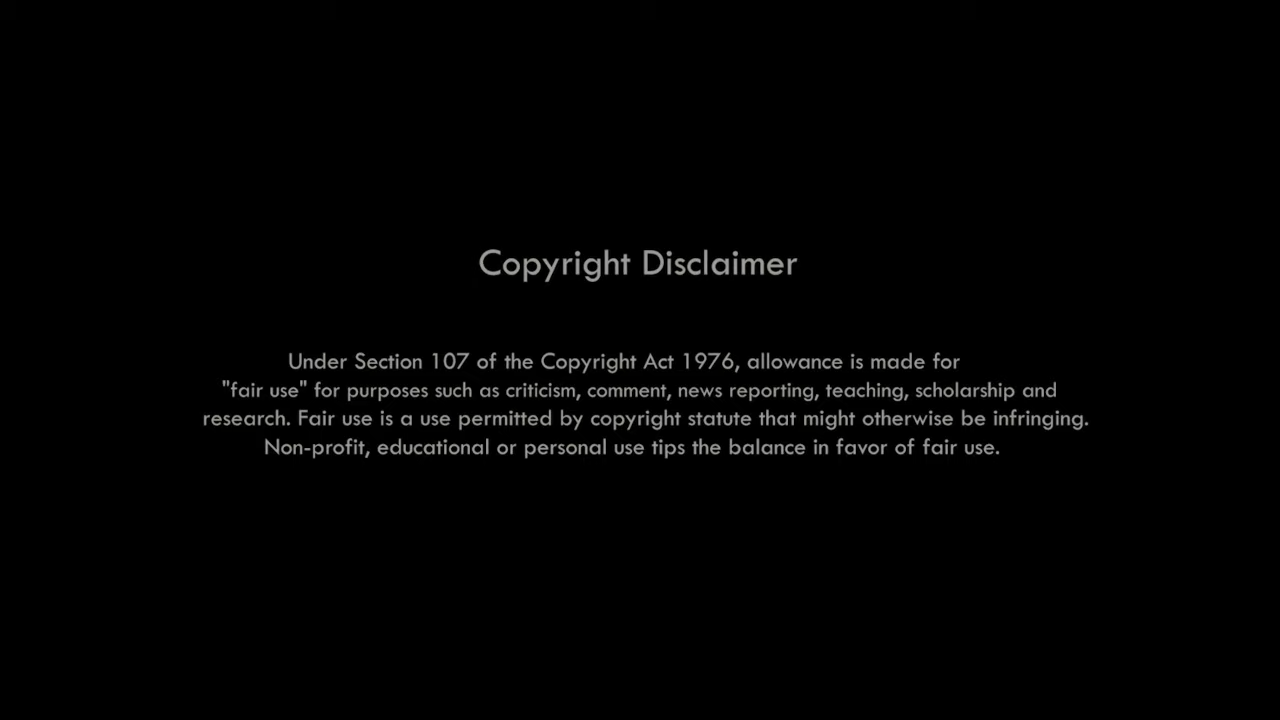 Copyright Disclaimer
Under Section 107 of the Copyright Act 1976, allowance is made for
"fair use" for purposes such as criticism, comment, news reporting, teaching, scholarship and
research. Fair use is a use permitted by copyright statute that might otherwise be infringing.
Non-profit, educational or personal use tips the balance in favor of fair use.